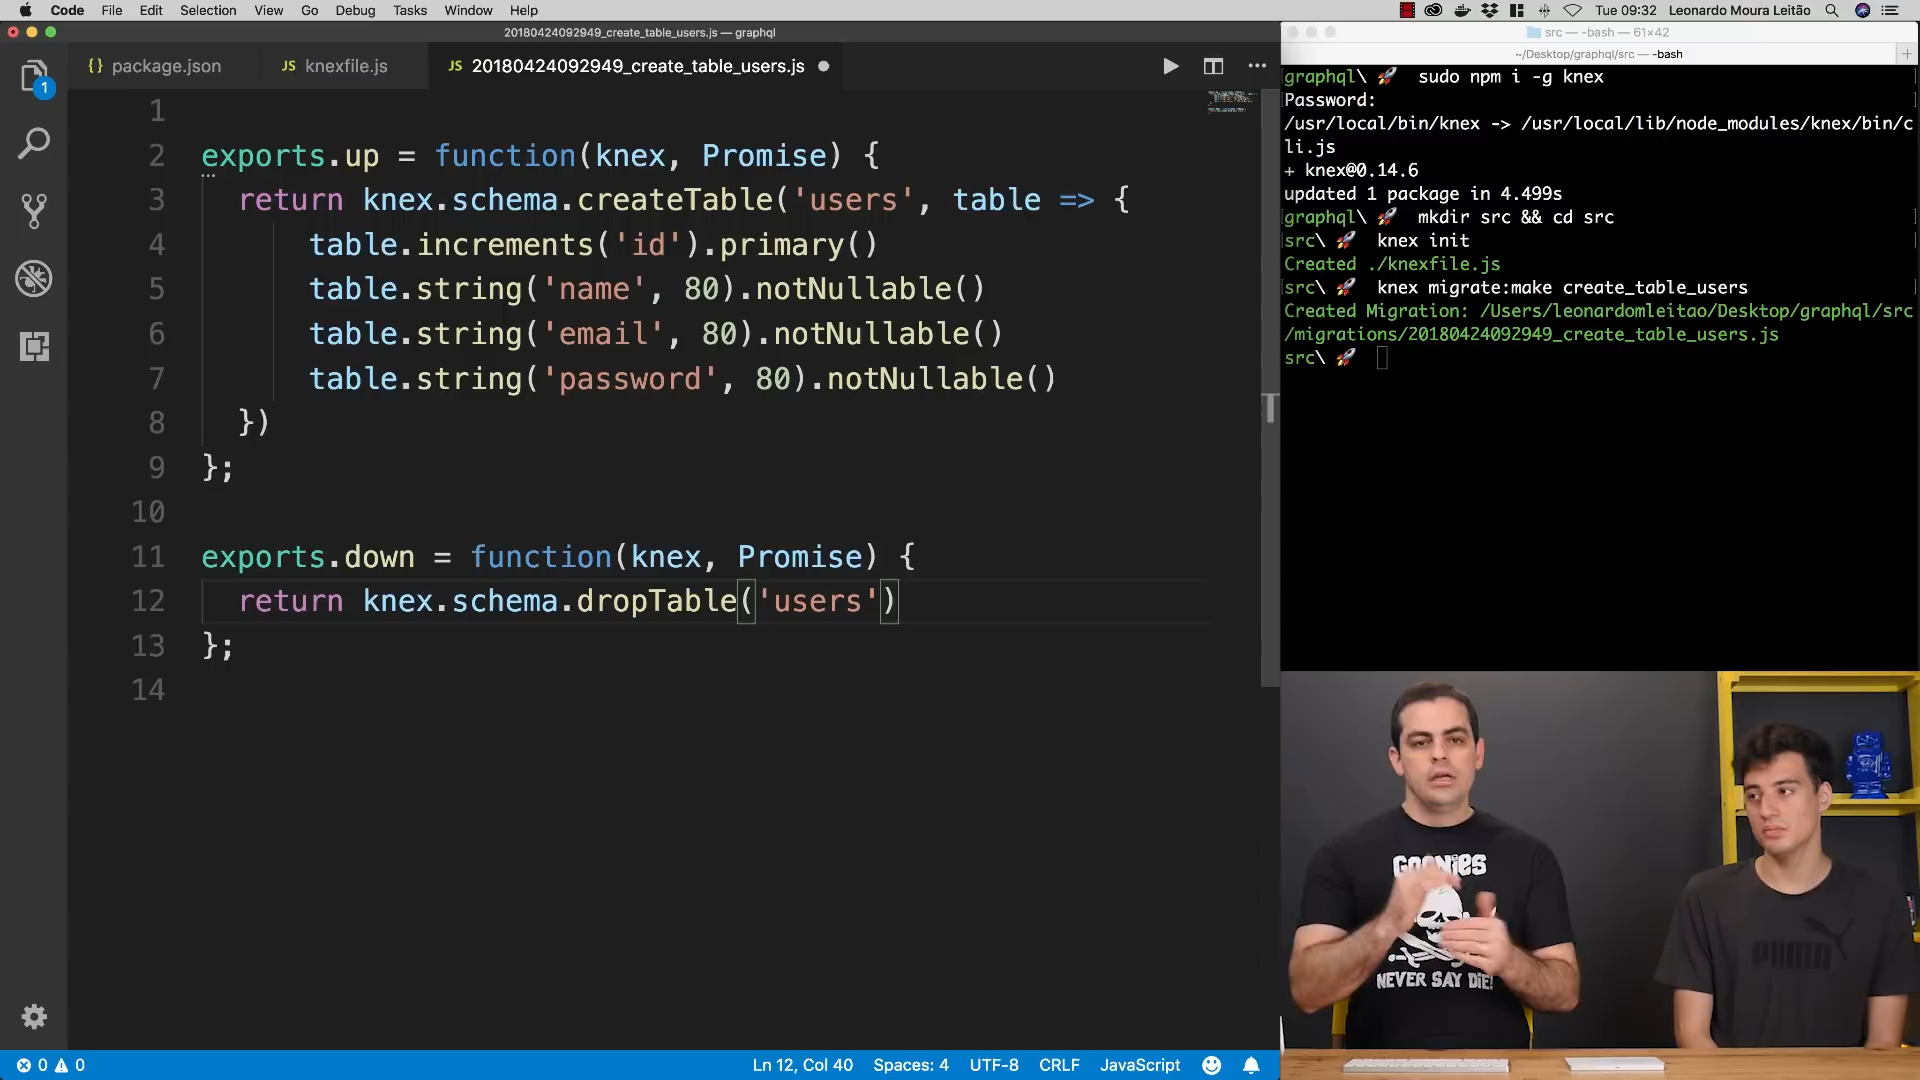 Code File Edit Selection View Go Debug Tasks Window Help
Tue 09:32 Leonardo Moura Leitão
20180424092949_create_table_users.js — graphql
{} package.json
JS knexfile.js
JS 20180424092949_create_table_users.js
1
1
2 exports.up = function(knex, Promise) {
3 return knex.schema.createTable('users', table => {
4 table.increments('id').primary()
5 table.string('name', 80).notNullable()
6 table.string('email', 80).notNullable()
7 table.string('password', 80).notNullable()
8 })
9 };
10
11 exports.down = function(knex, Promise) {
12 return knex.schema.dropTable('users')
13 };
14
0 0
Ln 12, Col 40 Spaces: 4 UTF-8 CRLF JavaScript
src — -bash — 61×42
~/Desktop/graphql/src — -bash
graphql\ 🚀 sudo npm i -g knex
Password:
/usr/local/bin/knex -> /usr/local/lib/node_modules/knex/bin/c
li.js
+ knex@0.14.6
updated 1 package in 4.499s
graphql\ 🚀 mkdir src && cd src
src\ 🚀 knex init
Created ./knexfile.js
src\ 🚀 knex migrate:make create_table_users
Created Migration: /Users/leonardomleitao/Desktop/graphql/src
/migrations/20180424092949_create_table_users.js
src\ 🚀
GOONIES
NEVER SAY DIE!
PUMA